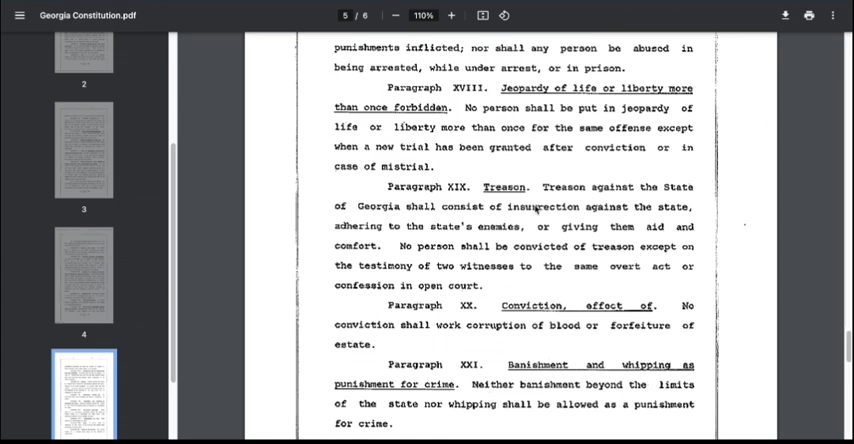 Georgia Constitution.pdf
5 / 6
110%
2
3
4
punishments inflicted; nor shall any person be abused in
being arrested, while under arrest, or in prison.
Paragraph XVIII. Jeopardy of life or liberty more
than once forbidden. No person shall be put in jeopardy of
life or liberty more than once for the same offense except
when a new trial has been granted after conviction or in
case of mistrial.
Paragraph XIX. Treason. Treason against the State
of Georgia shall consist of insurrection against the state,
adhering to the state's enemies, or giving them aid and
comfort. No person shall be convicted of treason except on
the testimony of two witnesses to the same overt act or
confession in open court.
Paragraph XX. Conviction, effect of. No
conviction shall work corruption of blood or forfeiture of
estate.
Paragraph XXI. Banishment and whipping as
punishment for crime. Neither banishment beyond the limits
of the state nor whipping shall be allowed as a punishment
for crime.